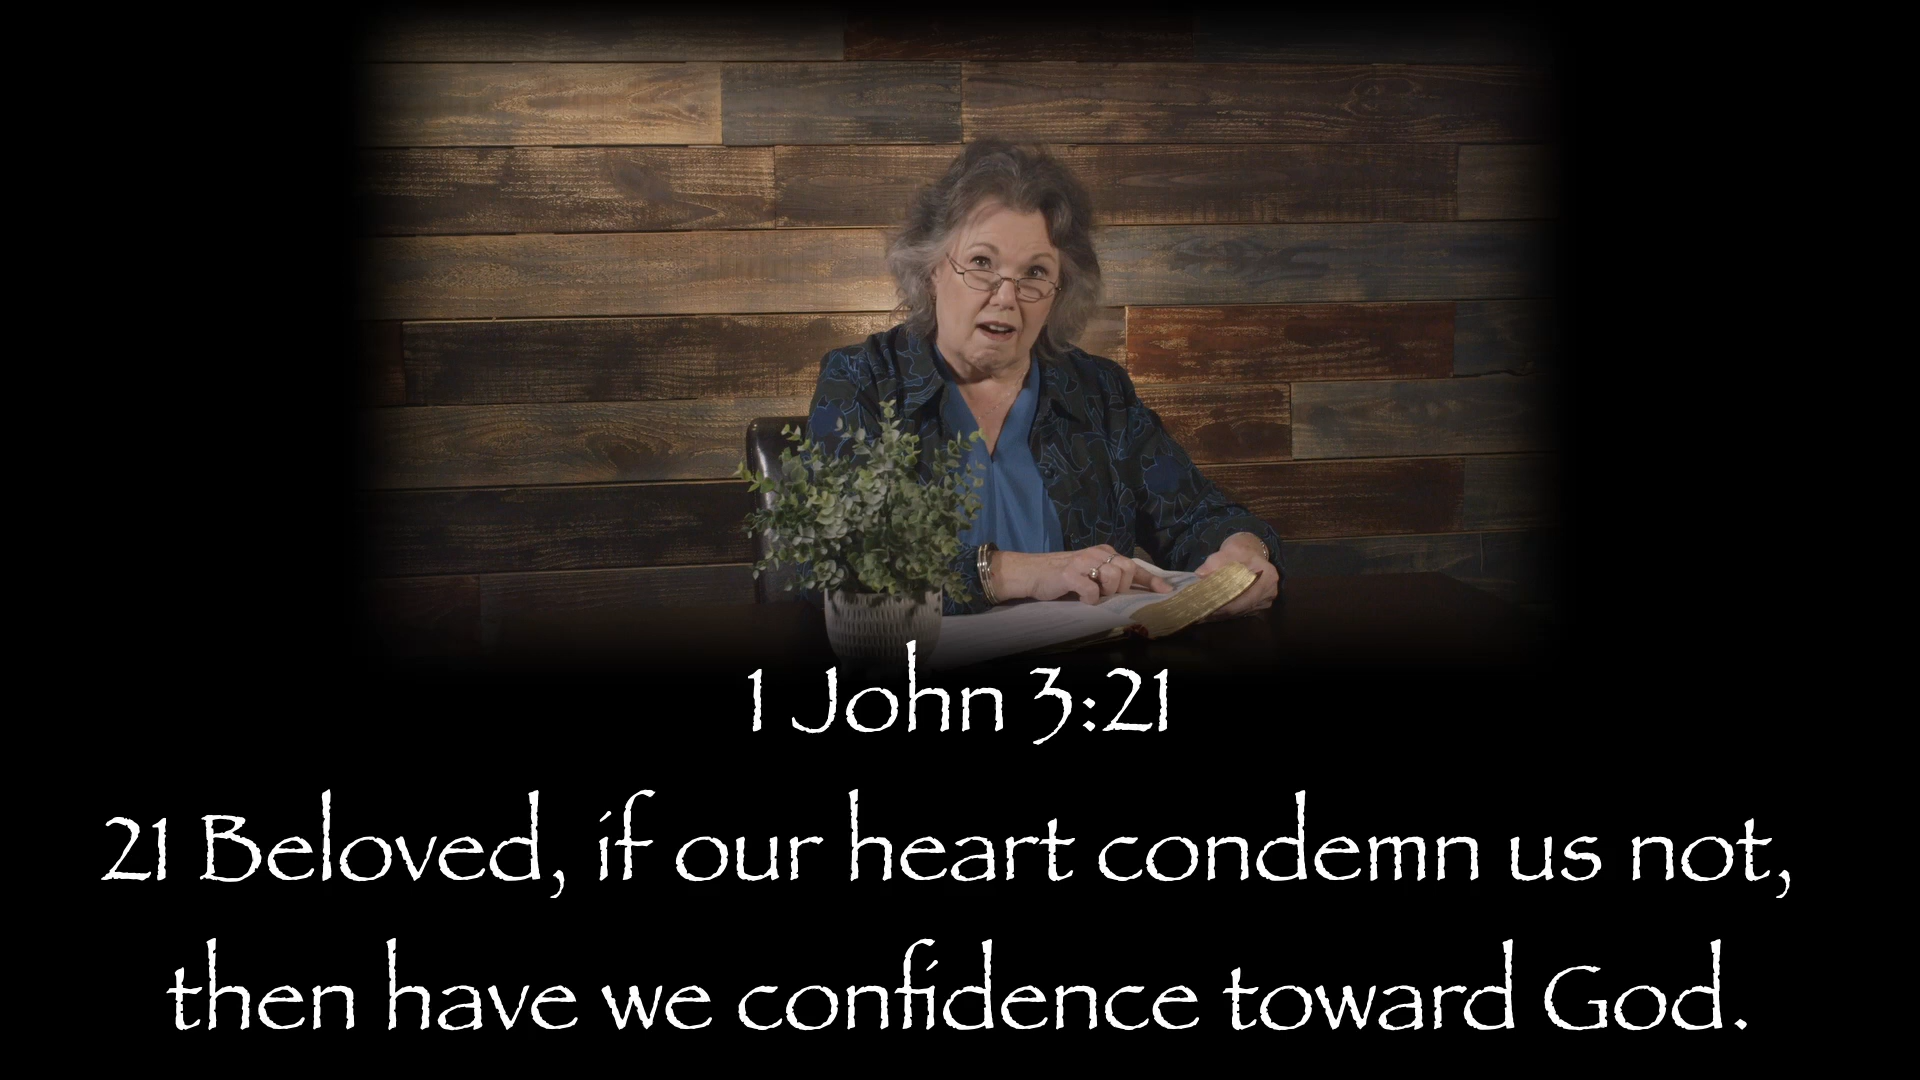 1 John 3:21
21 Beloved, if our heart condemn us not,
then have we confidence toward God.